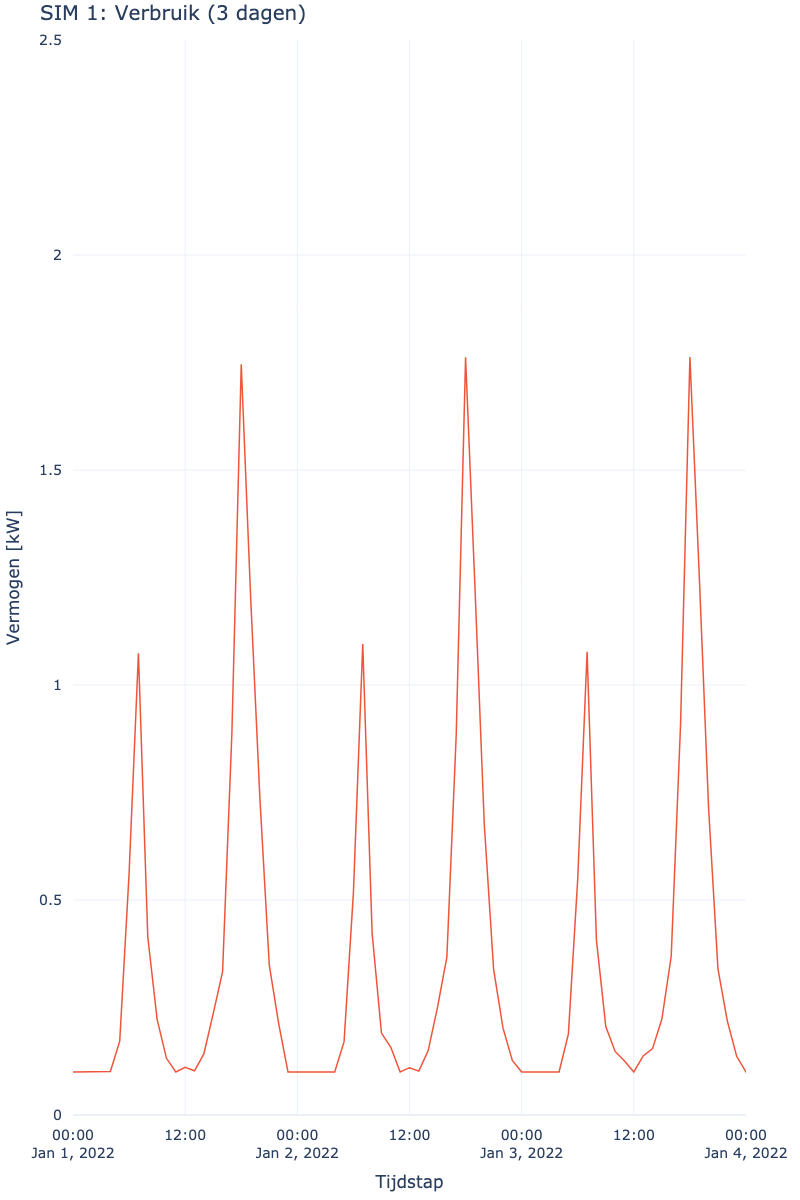 SIM 1: Verbruik (3 dagen)
2.5
2
1.5
1
0.5
0
Vermogen [kW]
00:00 12:00 00:00 12:00 00:00 12:00 00:00
Jan 1, 2022 Jan 2, 2022 Jan 3, 2022 Jan 4, 2022
Tijdstap